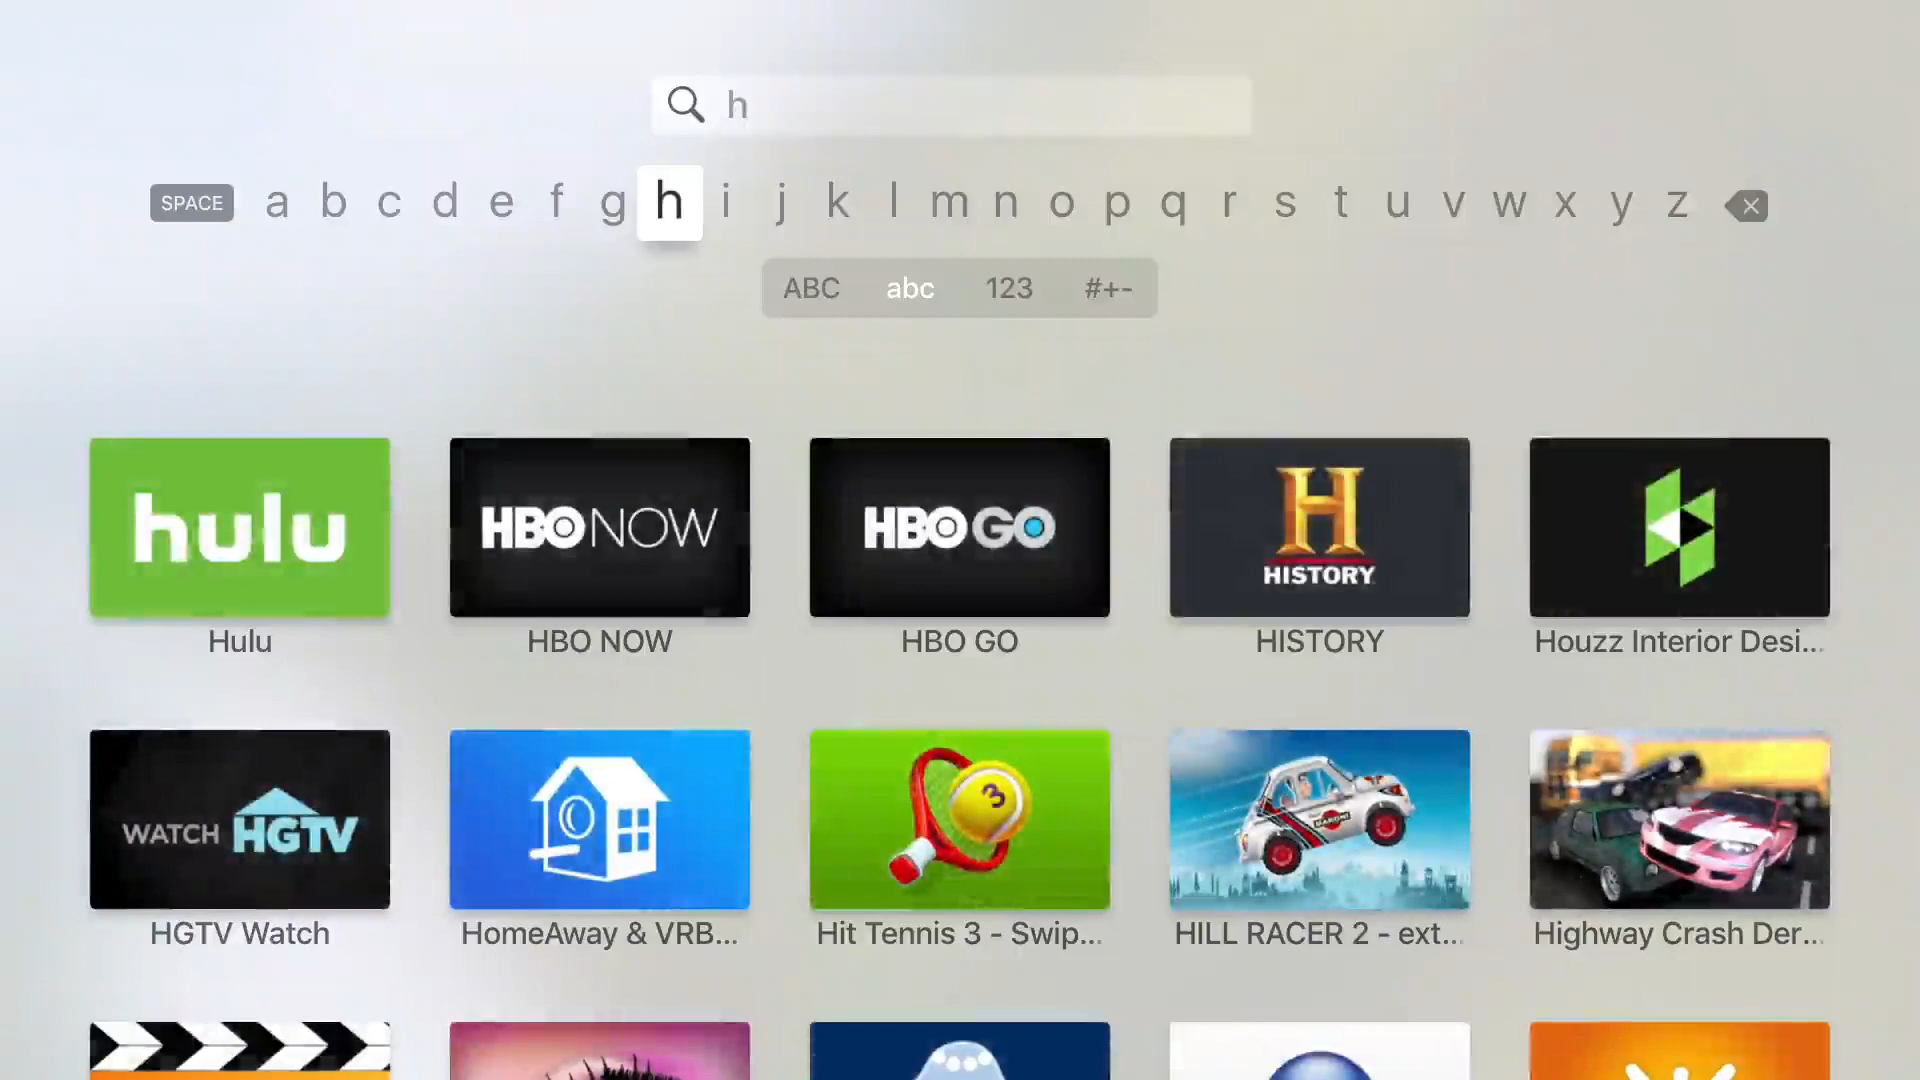 h
SPACE a b c d e f g h i j k l m n o p q r s t u v w x y z
ABC abc 123 #+-
hulu
HBO NOW
HBO GO
H
HISTORY
Hulu
HBO NOW
HBO GO
HISTORY
Houzz Interior Desi...
WATCH HGTV
3
HGTV Watch
HomeAway & VRB...
Hit Tennis 3 - Swip...
HILL RACER 2 - ext...
Highway Crash Der...